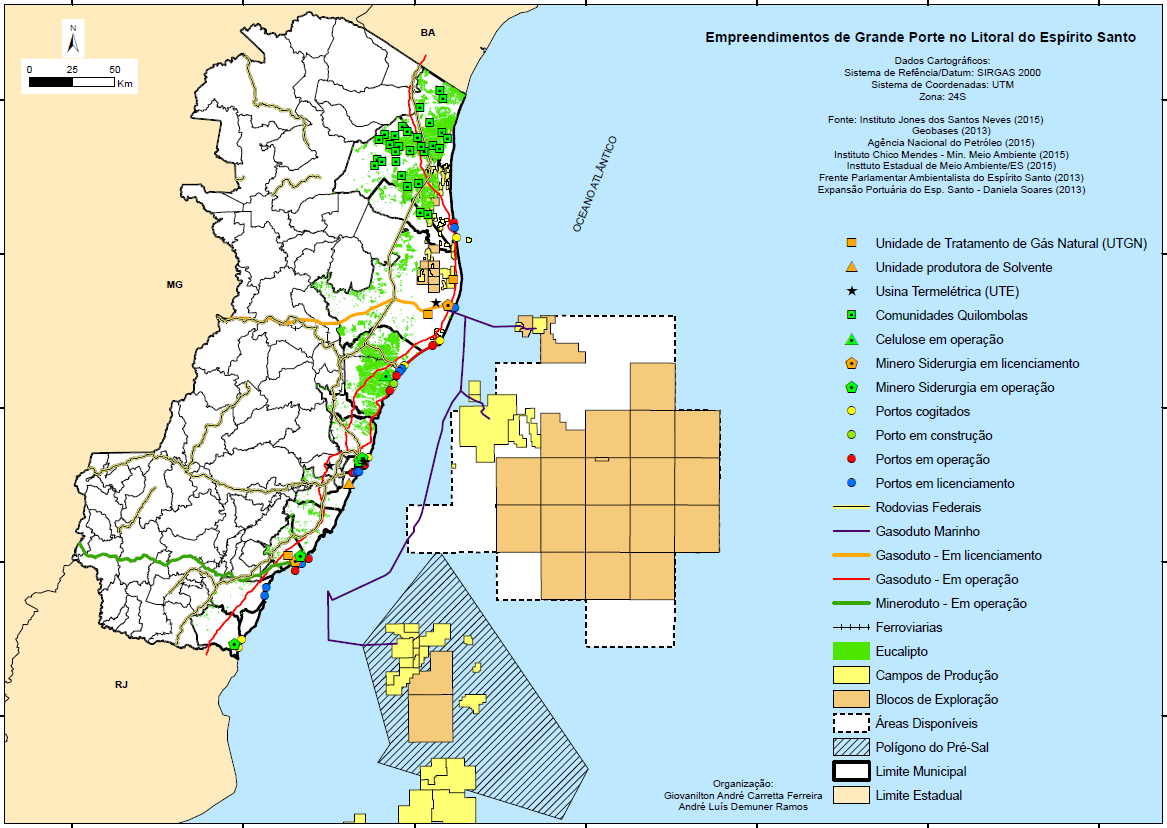 BA
Empreendimentos de Grande Porte no Litoral do Espírito Santo
N
0 25 50
Km
Dados Cartográficos:
Sistema de Refência/Datum: SIRGAS 2000
Sistema de Coordenadas: UTM
Zona: 24S
Fonte: Instituto Jones dos Santos Neves (2015)
Geobases (2013)
Agência Nacional do Petróleo (2015)
Instituto Chico Mendes - Min. Meio Ambiente (2015)
Instituto Estadual de Meio Ambiente/ES (2015)
Frente Parlamentar Ambientalista do Espírito Santo (2013)
Expansão Portuária do Esp. Santo - Daniela Soares (2013)
OCEANO ATLÂNTICO
MG
RJ
Unidade de Tratamento de Gás Natural (UTGN)
Unidade produtora de Solvente
Usina Termelétrica (UTE)
Comunidades Quilombolas
Celulose em operação
Minero Siderurgia em licenciamento
Minero Siderurgia em operação
Portos cogitados
Porto em construção
Portos em operação
Portos em licenciamento
Rodovias Federais
Gasoduto Marinho
Gasoduto - Em licenciamento
Gasoduto - Em operação
Mineroduto - Em operação
Ferroviarias
Eucalipto
Campos de Produção
Blocos de Exploração
Áreas Disponíveis
Polígono do Pré-Sal
Limite Municipal
Limite Estadual
Organização:
Giovanilton André Carretta Ferreira
André Luís Demuner Ramos